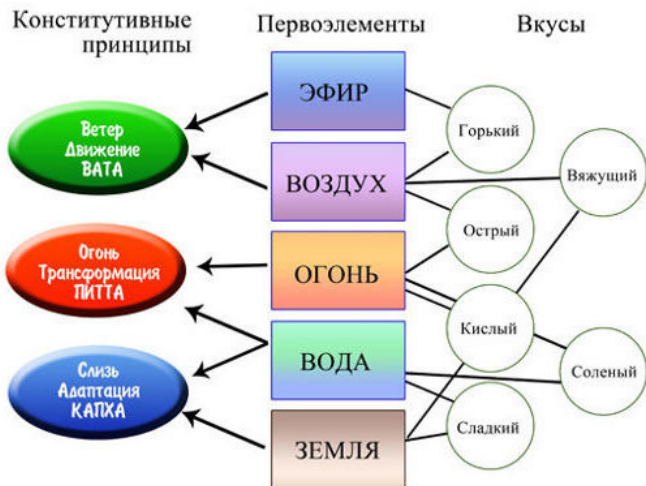 Конститутивные
принципы
Первоэлементы
Вкусы
Ветер
Движение
ВАТА
Огонь
Трансформация
ПИТТА
Слизь
Адаптация
КАПХА
ЭФИР
ВОЗДУХ
ОГОНЬ
ВОДА
ЗЕМЛЯ
Горький
Вяжущий
Острый
Кислый
Соленый
Сладкий